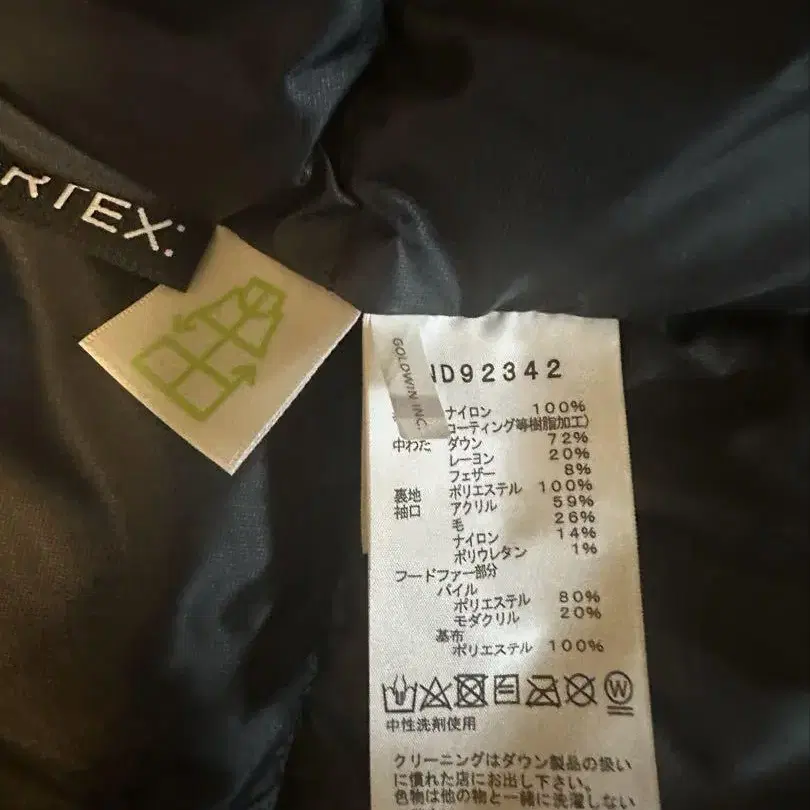 RTEX:
GOLDWIN INC.
ND92342
ナイロン 100%
コーティング等樹脂加工)
中わた ダウン 72%
レーヨン 20%
フェザー 8%
裏地 ポリエステル 100%
袖口 アクリル 59%
毛 26%
ナイロン 14%
ポリウレタン 1%
フードファー部分
パイル
ポリエステル 80%
モダクリル 20%
基布
ポリエステル 100%
W
中性洗剤使用
クリーニングはダウン製品の扱い
に慣れた店にお出し下さい。
色物は他の物と一緒に洗濯しない